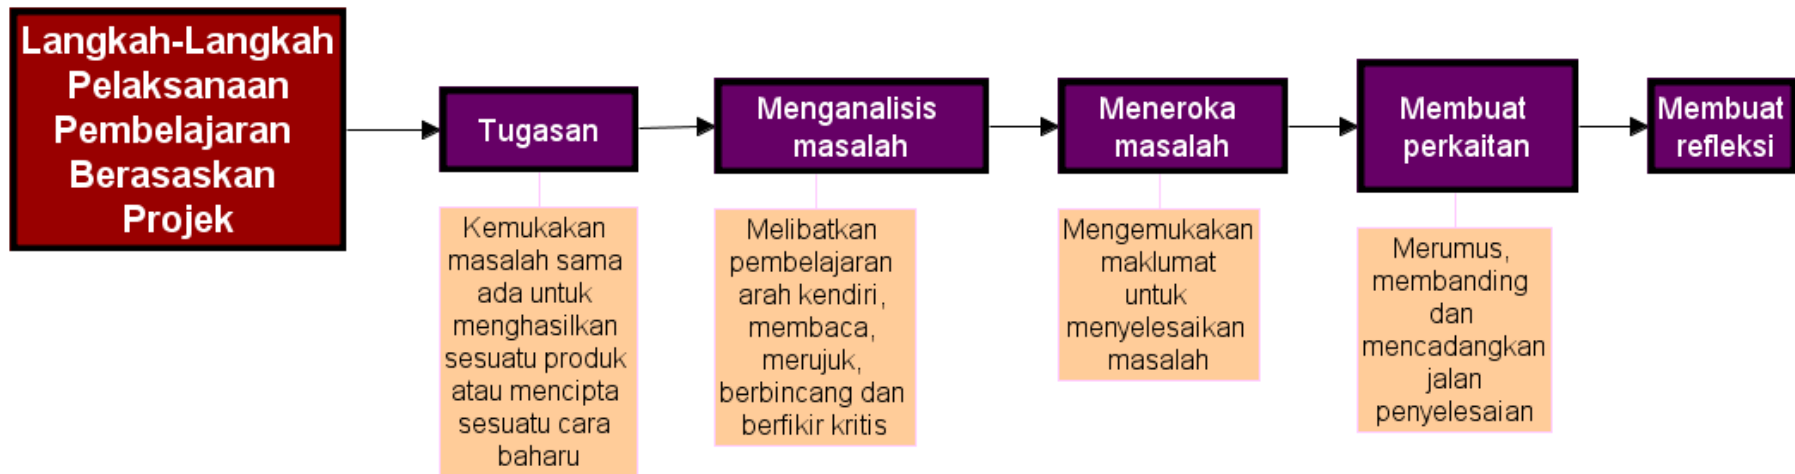 Langkah-Langkah
Pelaksanaan
Pembelajaran
Berasaskan
Projek
Tugasan
Kemukakan
masalah sama
ada untuk
menghasilkan
sesuatu produk
atau mencipta
sesuatu cara
baharu
Menganalisis
masalah
Melibatkan
pembelajaran
arah kendiri,
membaca,
merujuk,
berbincang dan
berfikir kritis
Meneroka
masalah
Mengemukakan
maklumat
untuk
menyelesaikan
masalah
Membuat
perkaitan
Merumus,
membanding
dan
mencadangkan
jalan
penyelesaian
Membuat
refleksi